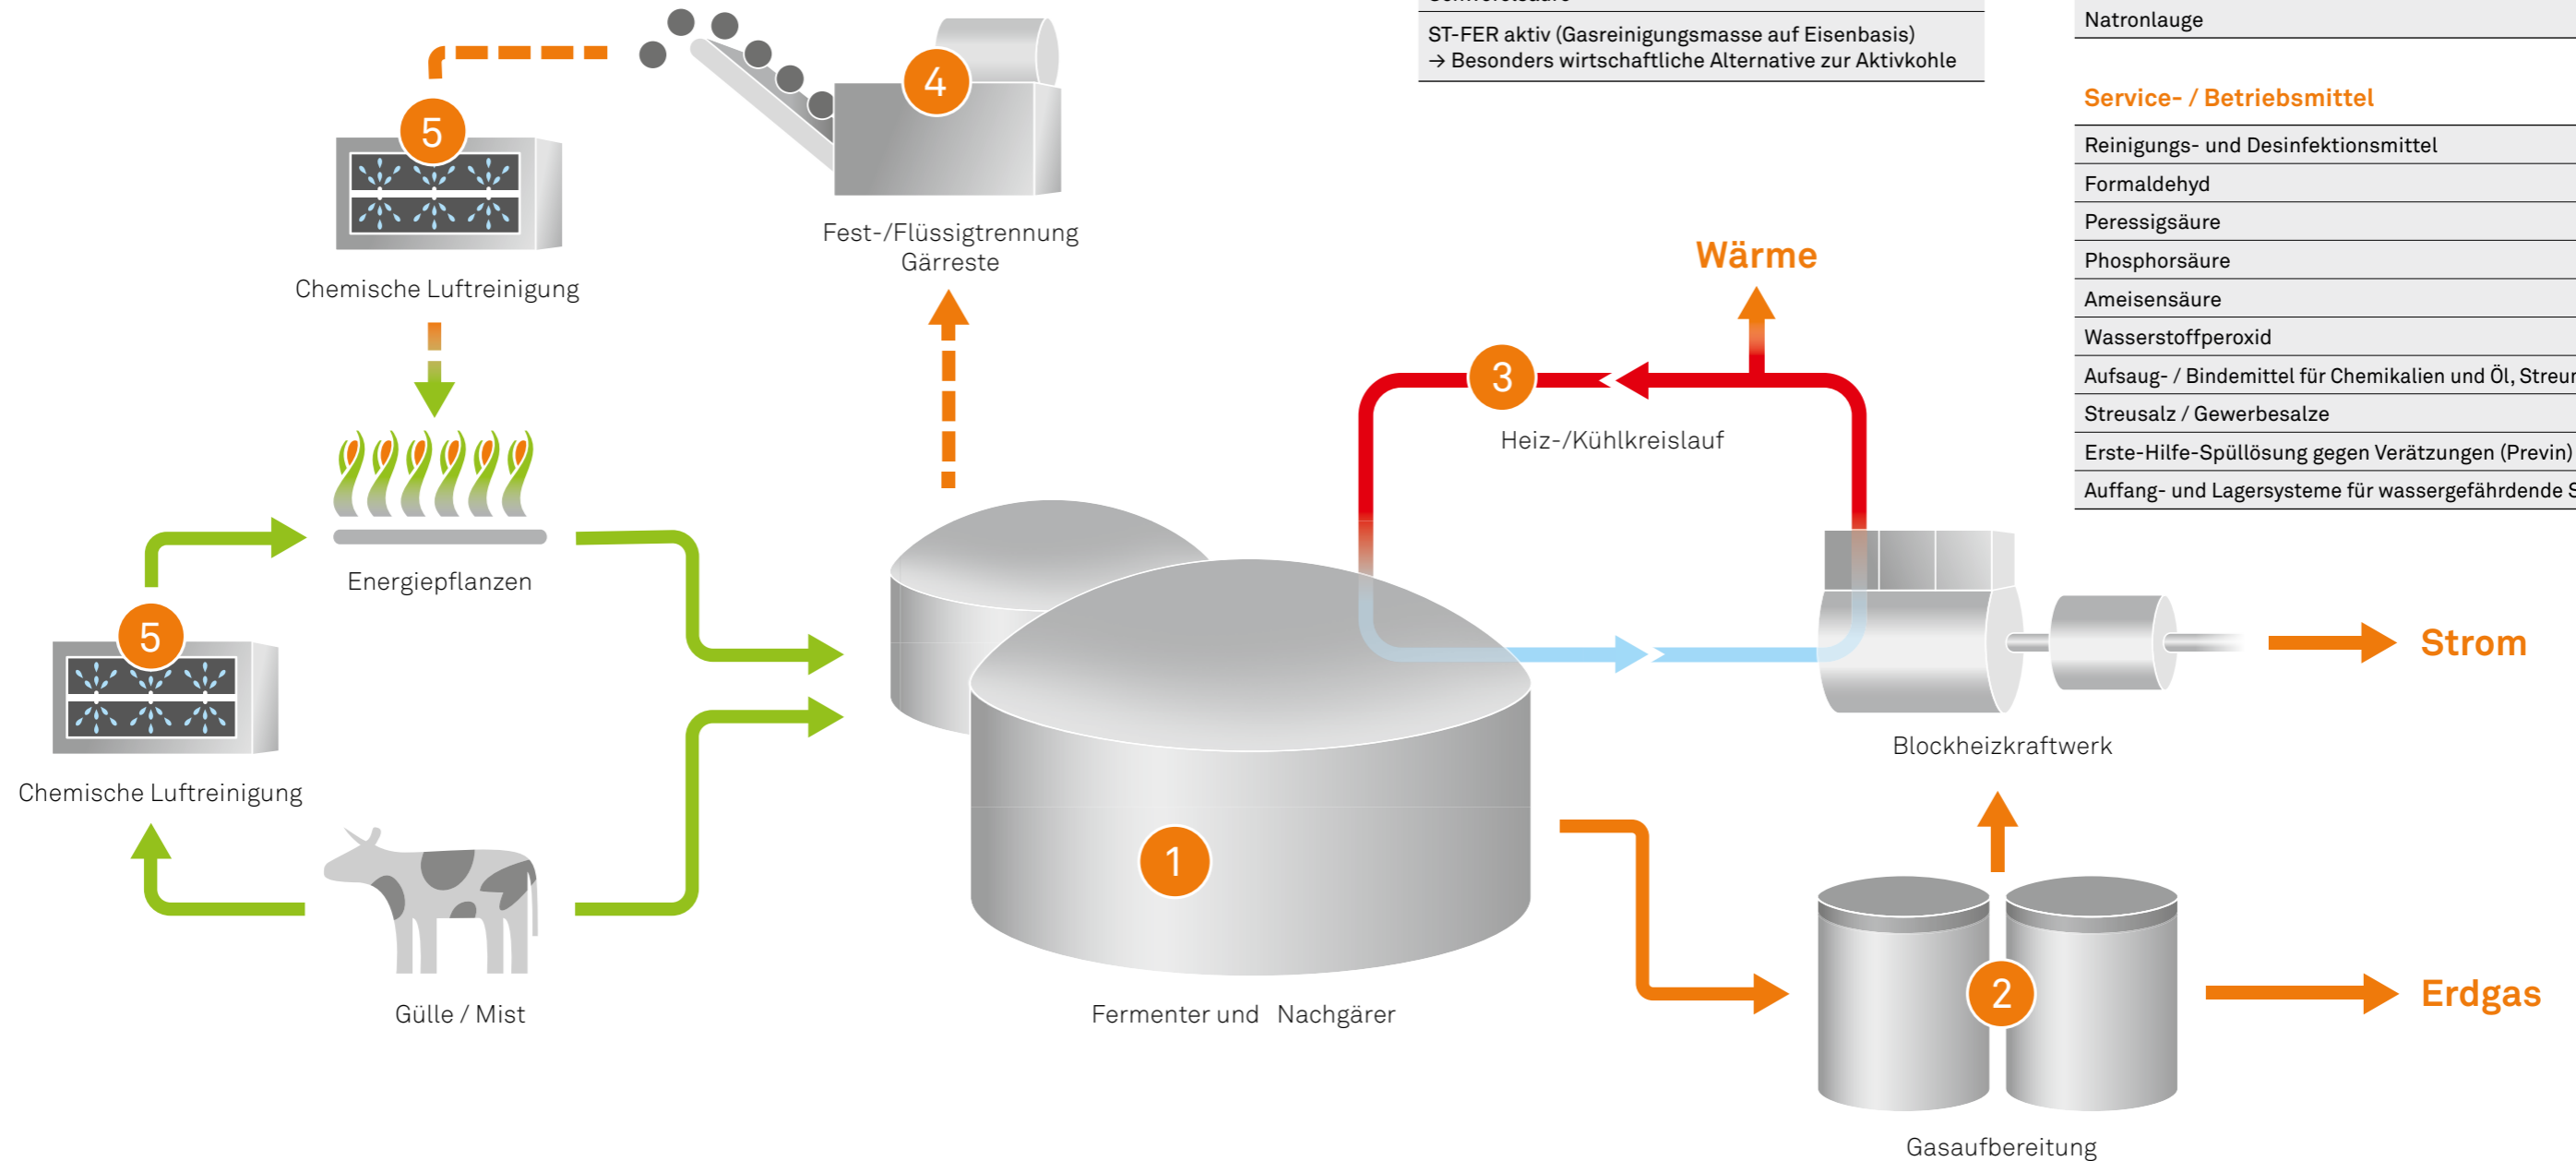 ST-FER aktiv (Gasreinigungsmasse auf Eisenbasis)
→ Besonders wirtschaftliche Alternative zur Aktivkohle
Natronlauge
Service- / Betriebsmittel
Reinigungs- und Desinfektionsmittel
Formaldehyd
Peressigsäure
Phosphorsäure
Ameisensäure
Wasserstoffperoxid
Aufsaug- / Bindemittel für Chemikalien und Öl,
Streusalz / Gewerbesalze
Erste-Hilfe-Spüllösung gegen Verätzungen (Previn)
Auffang- und Lagersysteme für wassergefährdende
4
5
Fest-/Flüssigtrennung
Gärreste
Chemische Luftreinigung
Wärme
3
Heiz-/Kühlkreislauf
Energiepflanzen
5
Chemische Luftreinigung
Strom
Blockheizkraftwerk
1
2
Erdgas
Gülle / Mist
Fermenter und Nachgärer
Gasaufbereitung